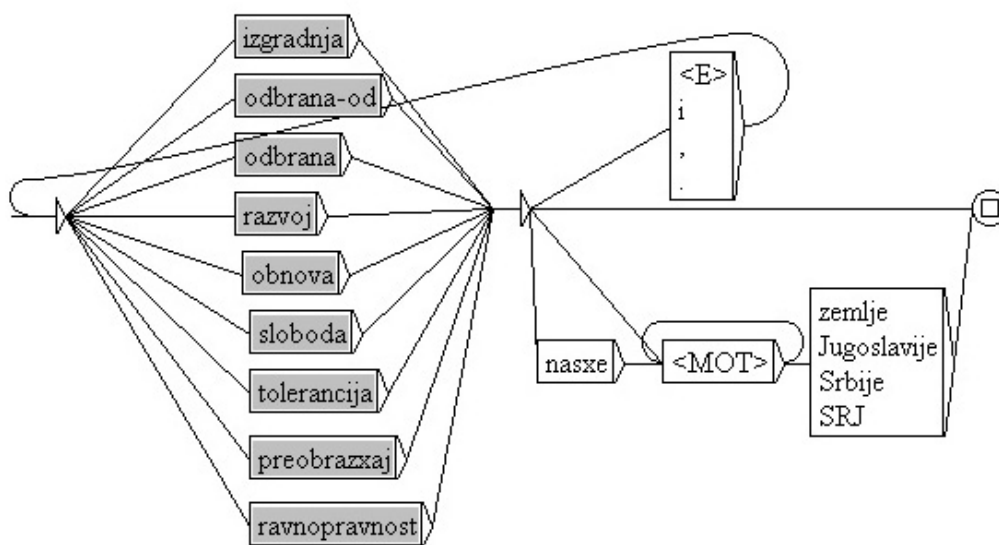 izgradnja
odbrana-od
odbrana
razvoj
obnova
sloboda
tolerancija
preobrazxaj
ravnopravnost
<E>
i
,
.
nasxe
<MOT>
zemlje
Jugoslavije
Srbije
SRJ